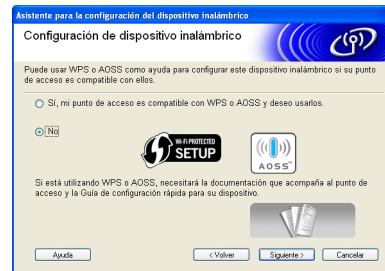 Asistente para la configuración del dispositivo inalámbrico
Configuración de dispositivo inalámbrico
Puede usar WPS o AOSS como ayuda para configurar este dispositivo inalámbrico si su punto
de acceso es compatible con ellos.
Sí, mi punto de acceso es compatible con WPS o AOSS y deseo usarlos.
No
Wi-Fi PROTECTED
SETUP
AOSS™
Si está utilizando WPS o AOSS, necesitará la documentación que acompaña al punto de
acceso y la Guía de configuración rápida para su dispositivo.
Ayuda
< Volver
Siguiente >
Cancelar